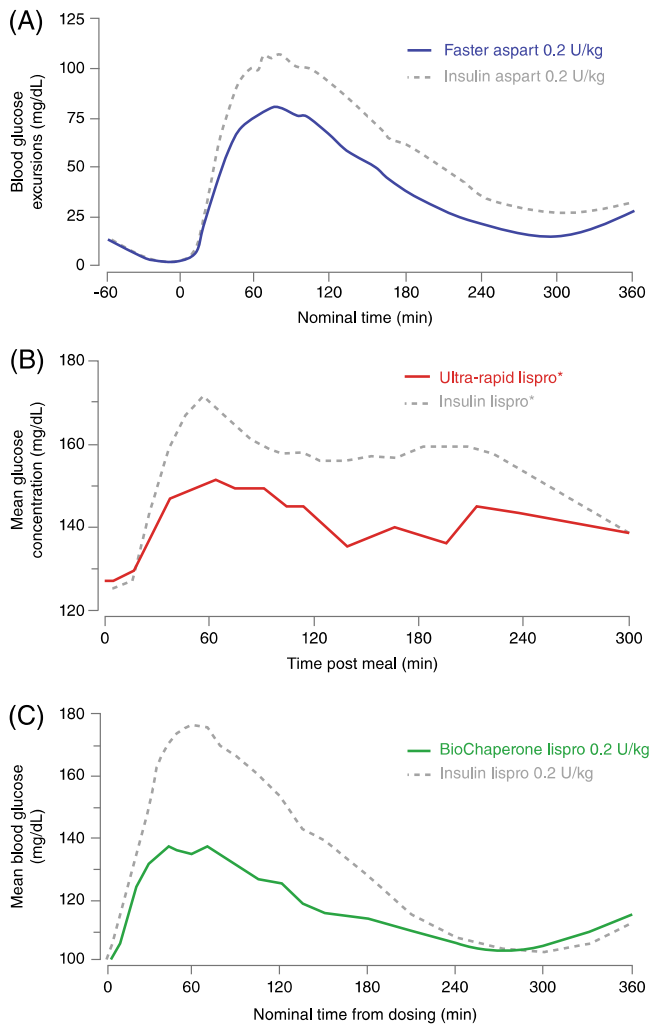 (A)
Blood glucose
excursions (mg/dL)
125
100
75
50
25
0
Faster aspart 0.2 U/kg
Insulin aspart 0.2 U/kg
-60
0
60
120
180
240
300
360
Nominal time (min)
(B)
Mean glucose
concentration (mg/dL)
180
160
140
120
Ultra-rapid lispro*
Insulin lispro*
0
60
120
180
240
300
Time post meal (min)
(C)
Mean blood glucose
(mg/dL)
180
160
140
120
100
BioChaperone lispro 0.2 U/kg
Insulin lispro 0.2 U/kg
0
60
120
180
240
300
360
Nominal time from dosing (min)